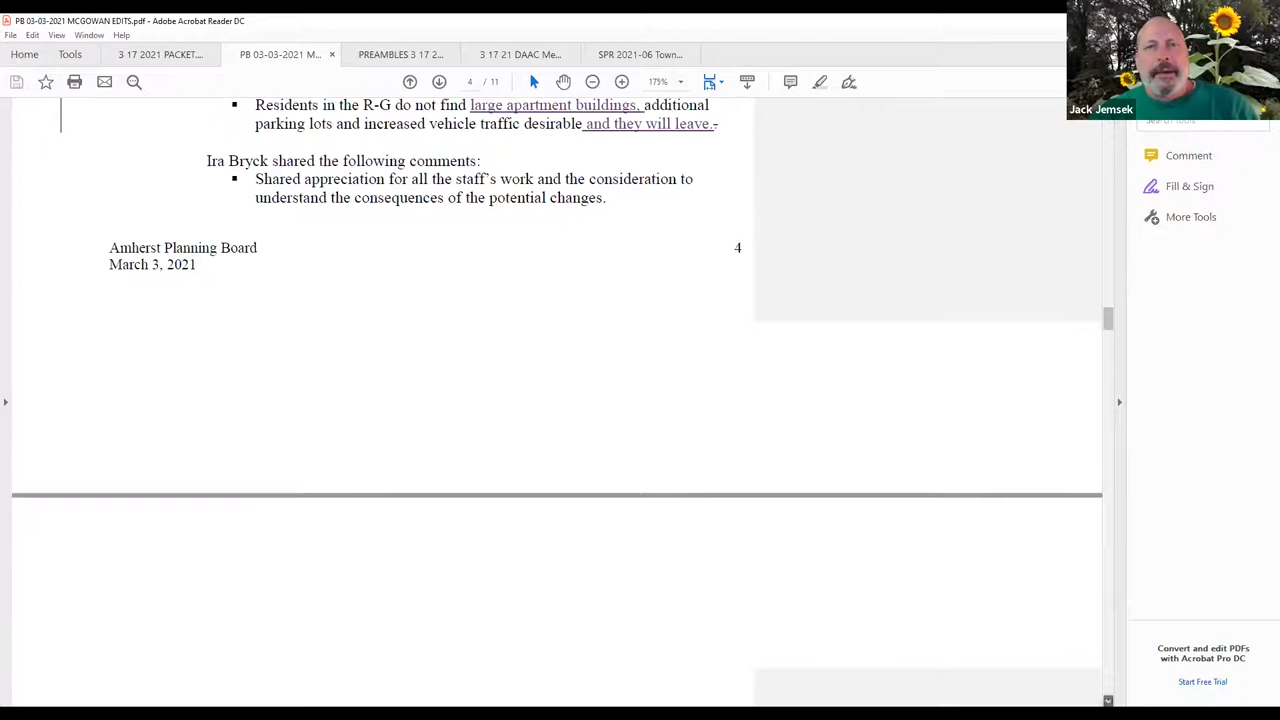 PB 03-03-2021 MCGOWAN EDITS.pdf - Adobe Acrobat Reader DC
File Edit View Window Help
Home Tools 3 17 2021 PACKET.... PB 03-03-2021 M... × PREAMBLES 3 17 2... 3 17 21 DAAC Me... SPR 2021-06 Town...
4 / 11 175%
Jack Jemsek
Search Tools
Comment
Fill & Sign
More Tools
▪ Residents in the R-G do not find large apartment buildings, additional
parking lots and increased vehicle traffic desirable and they will leave.
Ira Bryck shared the following comments:
▪ Shared appreciation for all the staff's work and the consideration to
understand the consequences of the potential changes.
Amherst Planning Board 4
March 3, 2021
Convert and edit PDFs
with Acrobat Pro DC
Start Free Trial